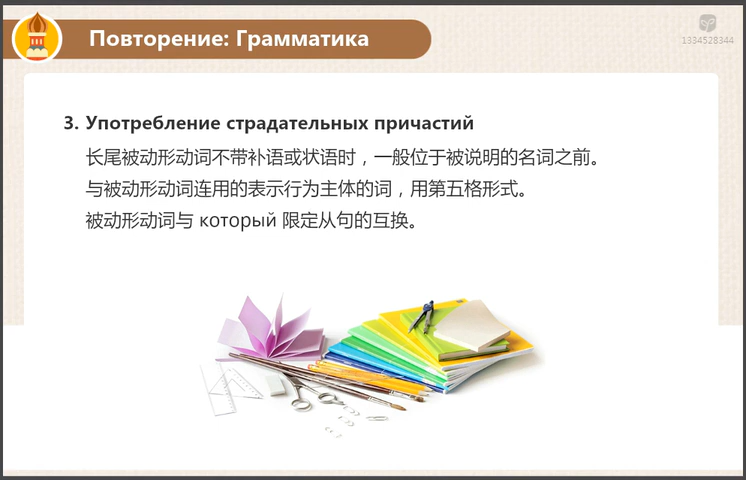 Повторение: Грамматика
1334528344
3. Употребление страдательных причастий
长尾被动形动词不带补语或状语时，一般位于被说明的名词之前。
与被动形动词连用的表示行为主体的词，用第五格形式。
被动形动词与 который 限定从句的互换。